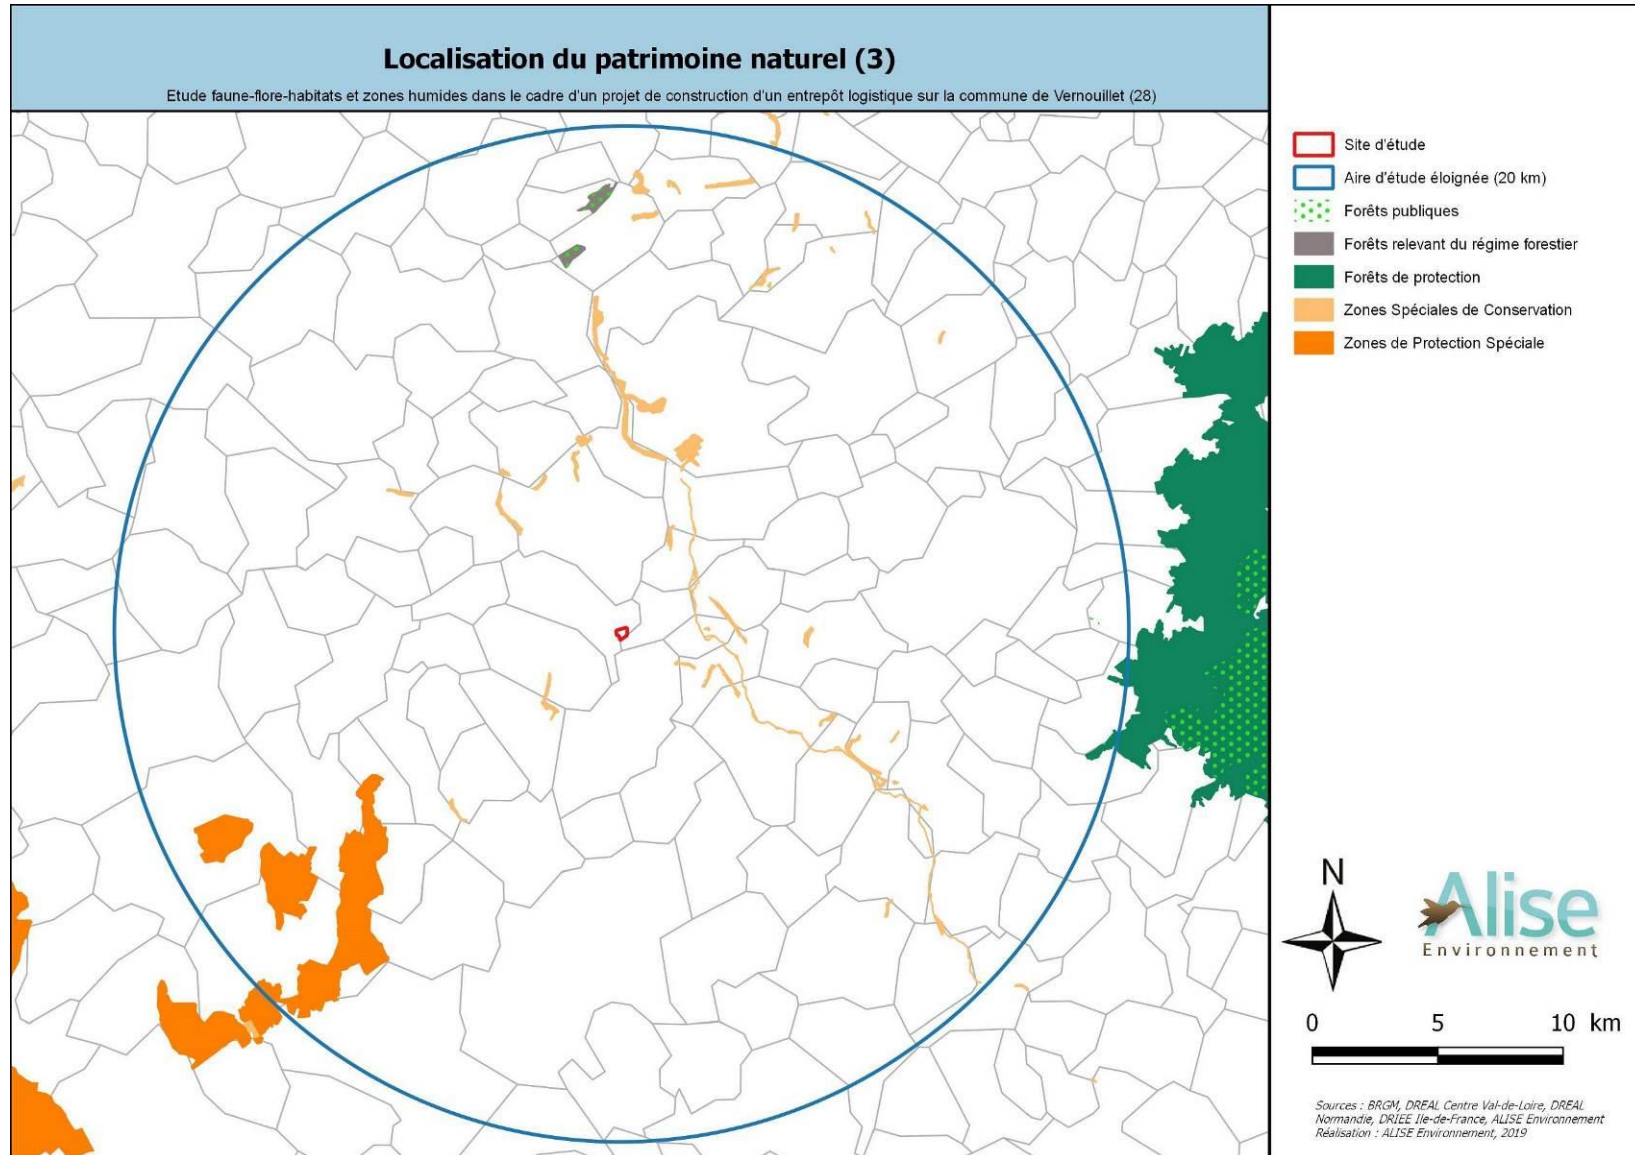 Localisation du patrimoine naturel (3)
Etude faune-flore-habitats et zones humides dans le cadre d'un projet de construction d'un entrepôt logistique sur la commune de Vernouillet (28)
Site d'étude
Aire d'étude éloignée (20 km)
Forêts publiques
Forêts relevant du régime forestier
Forêts de protection
Zones Spéciales de Conservation
Zones de Protection Spéciale
N
Alise
Environnement
0 5 10 km
Sources : BRGM, DREAL Centre Val-de-Loire, DREAL
Normandie, DRIEE Ile-de-France, ALISE Environnement
Réalisation : ALISE Environnement, 2019